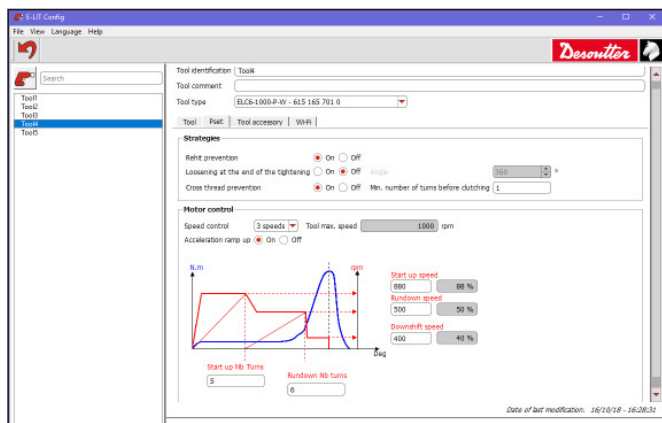 E-LIT Config
File View Language Help
Desoutter
Search
Tool1
Tool2
Tool3
Tool4
Tool5
Tool identification Tool4
Tool comment
Tool type ELC6-1000-P-W - 615 165 701 0
Tool Pset Tool accessory Wi-Fi
Strategies
Rehit prevention On Off
Loosening at the end of the tightening On Off Angle 360 °
Cross thread prevention On Off Min. number of turns before clutching 1
Motor control
Speed control 3 speeds Tool max. speed 1000 rpm
Acceleration ramp up On Off
N.m rpm
Start up speed
880 88 %
Rundown speed
500 50 %
Downshift speed
400 40 %
Deg
Start up Nb Turns
5
Rundown Nb turns
6
Date of last modification: 16/10/18 - 16:28:31